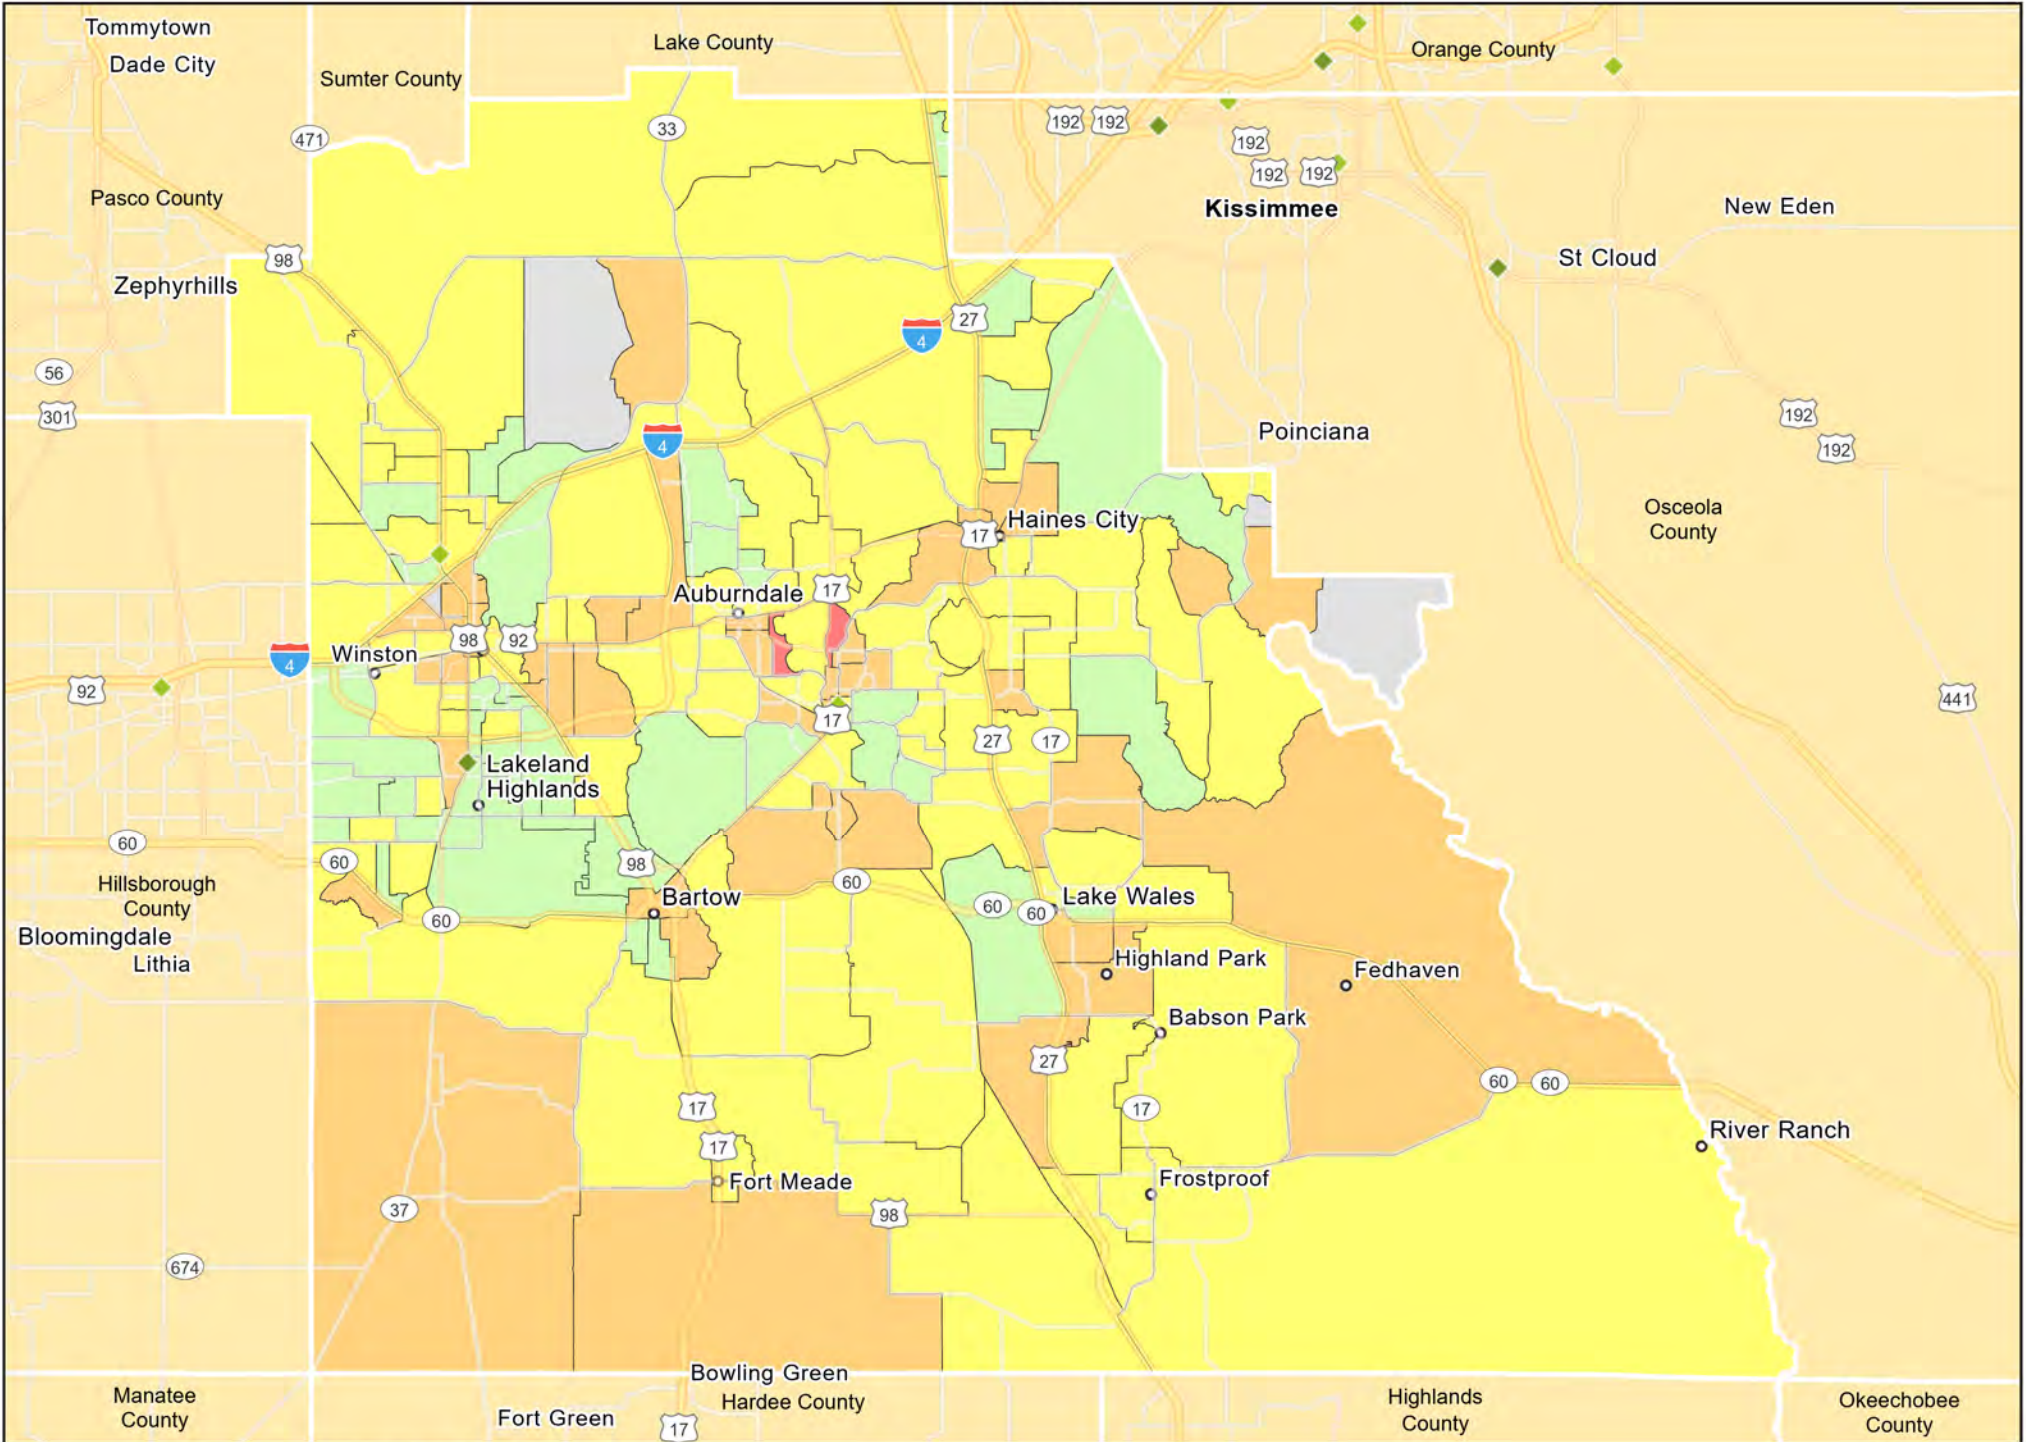 Tommytown
Lake County
Orange County
Dade City
Sumter County
33
192
192
471
192
192
192
Pasco County
Kissimmee
New Eden
98
St Cloud
Zephyrhills
27
4
56
301
192
4
Poinciana
192
Osceola
County
Haines City
17
17
Auburndale
98
92
Winston
4
92
441
17
27
17
Lakeland
Highlands
60
60
98
60
Hillsborough
County
Bartow
Lake Wales
60
60
60
Bloomingdale
Lithia
Highland Park
Fedhaven
Babson Park
27
60
60
17
17
17
River Ranch
Fort Meade
Frostproof
37
98
674
Bowling Green
Manatee
County
Hardee County
Highlands
County
Okeechobee
County
Fort Green
17